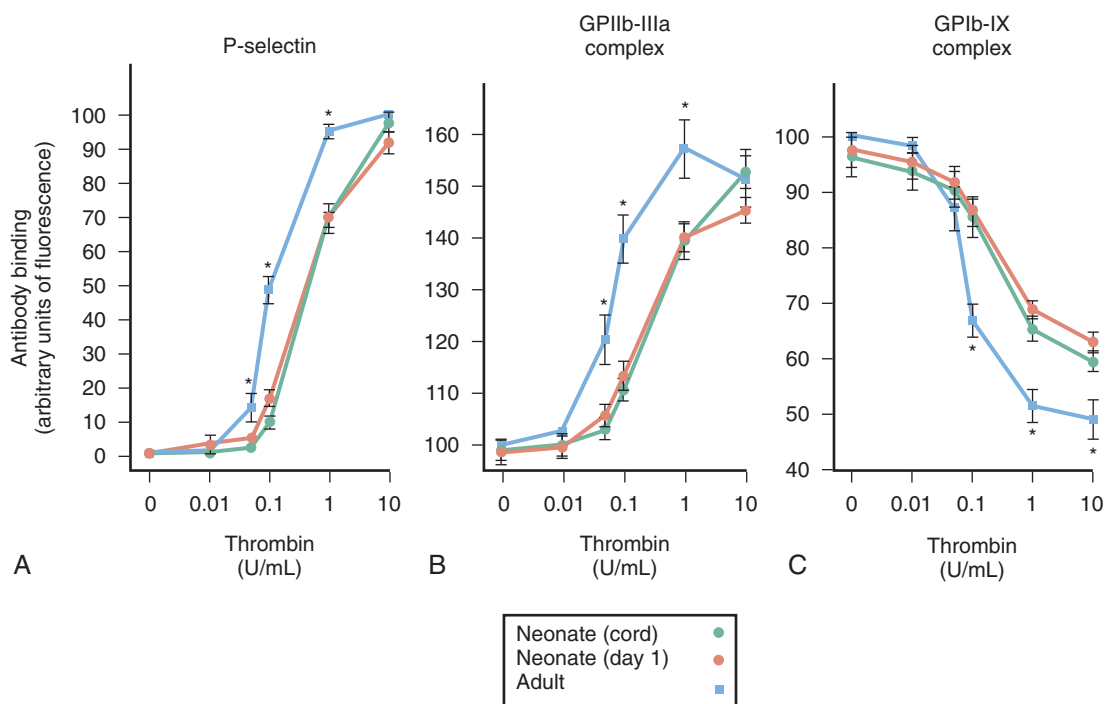 P-selectin
GPIIb-IIIa
complex
GPIb-IX
complex
Antibody binding
(arbitrary units of fluorescence)
100
90
80
70
60
50
40
30
20
10
0
*
*
*
0
0.01
0.1
1
10
Thrombin
(U/mL)
A
160
150
140
130
120
110
100
*
*
*
0
0.01
0.1
1
10
Thrombin
(U/mL)
B
100
90
80
70
60
50
40
*
*
*
0
0.01
0.1
1
10
Thrombin
(U/mL)
C
Neonate (cord)
Neonate (day 1)
Adult